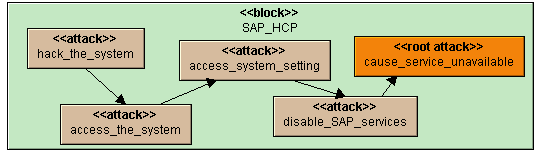 <<block>>
SAP_HCP
<<attack>>
hack_the_system
<<attack>>
access_the_system
<<attack>>
access_system_setting
<<attack>>
disable_SAP_services
<<root attack>>
cause_service_unavailable